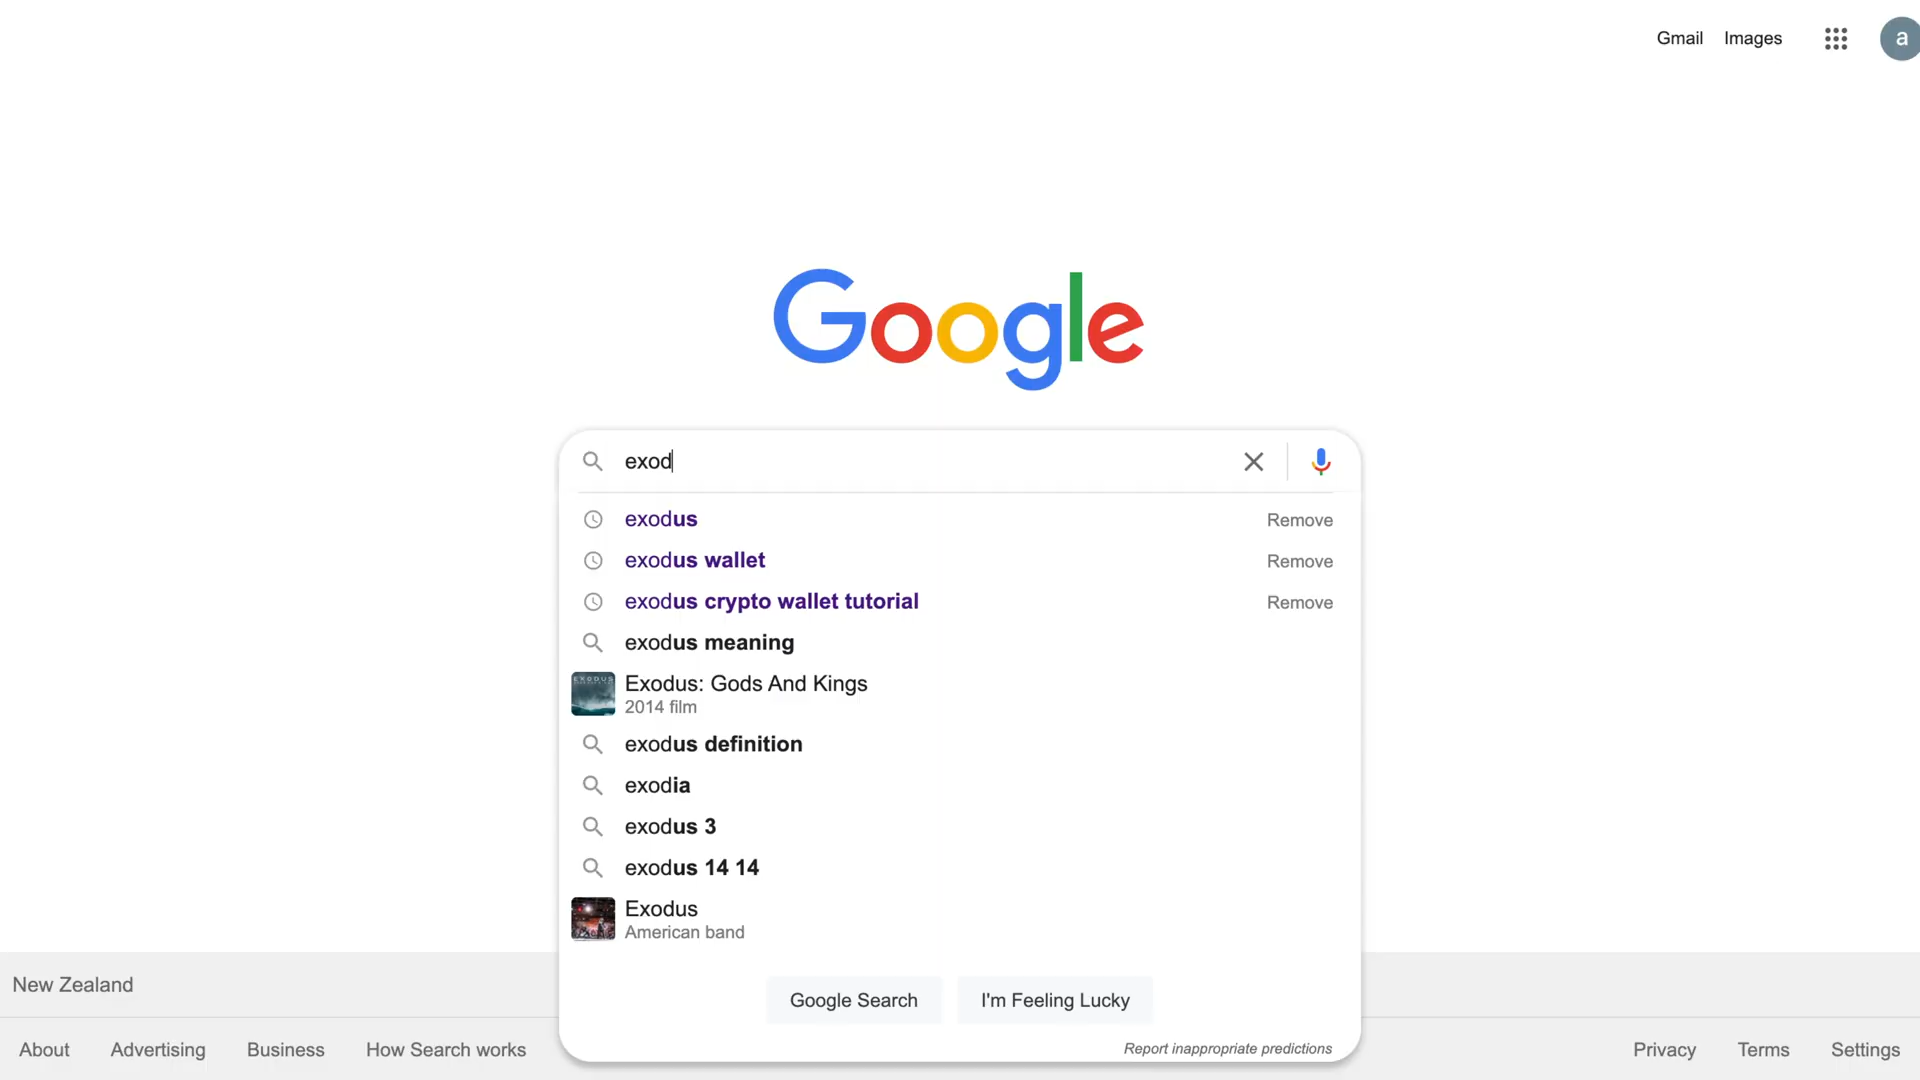 Gmail Images a
Google
exod
exodus Remove
exodus wallet Remove
exodus crypto wallet tutorial Remove
exodus meaning
EXODUS
Exodus: Gods And Kings
2014 film
exodus definition
exodia
exodus 3
exodus 14 14
Exodus
American band
Google Search I'm Feeling Lucky
Report inappropriate predictions
New Zealand
About Advertising Business How Search works Privacy Terms Settings